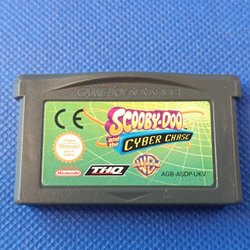 GAME BOY ADVANCE
CE
SCOOBY-DOO
and the
CYBER CHASE
Nintendo
THQ
WB
AGB-ASDP-UKV